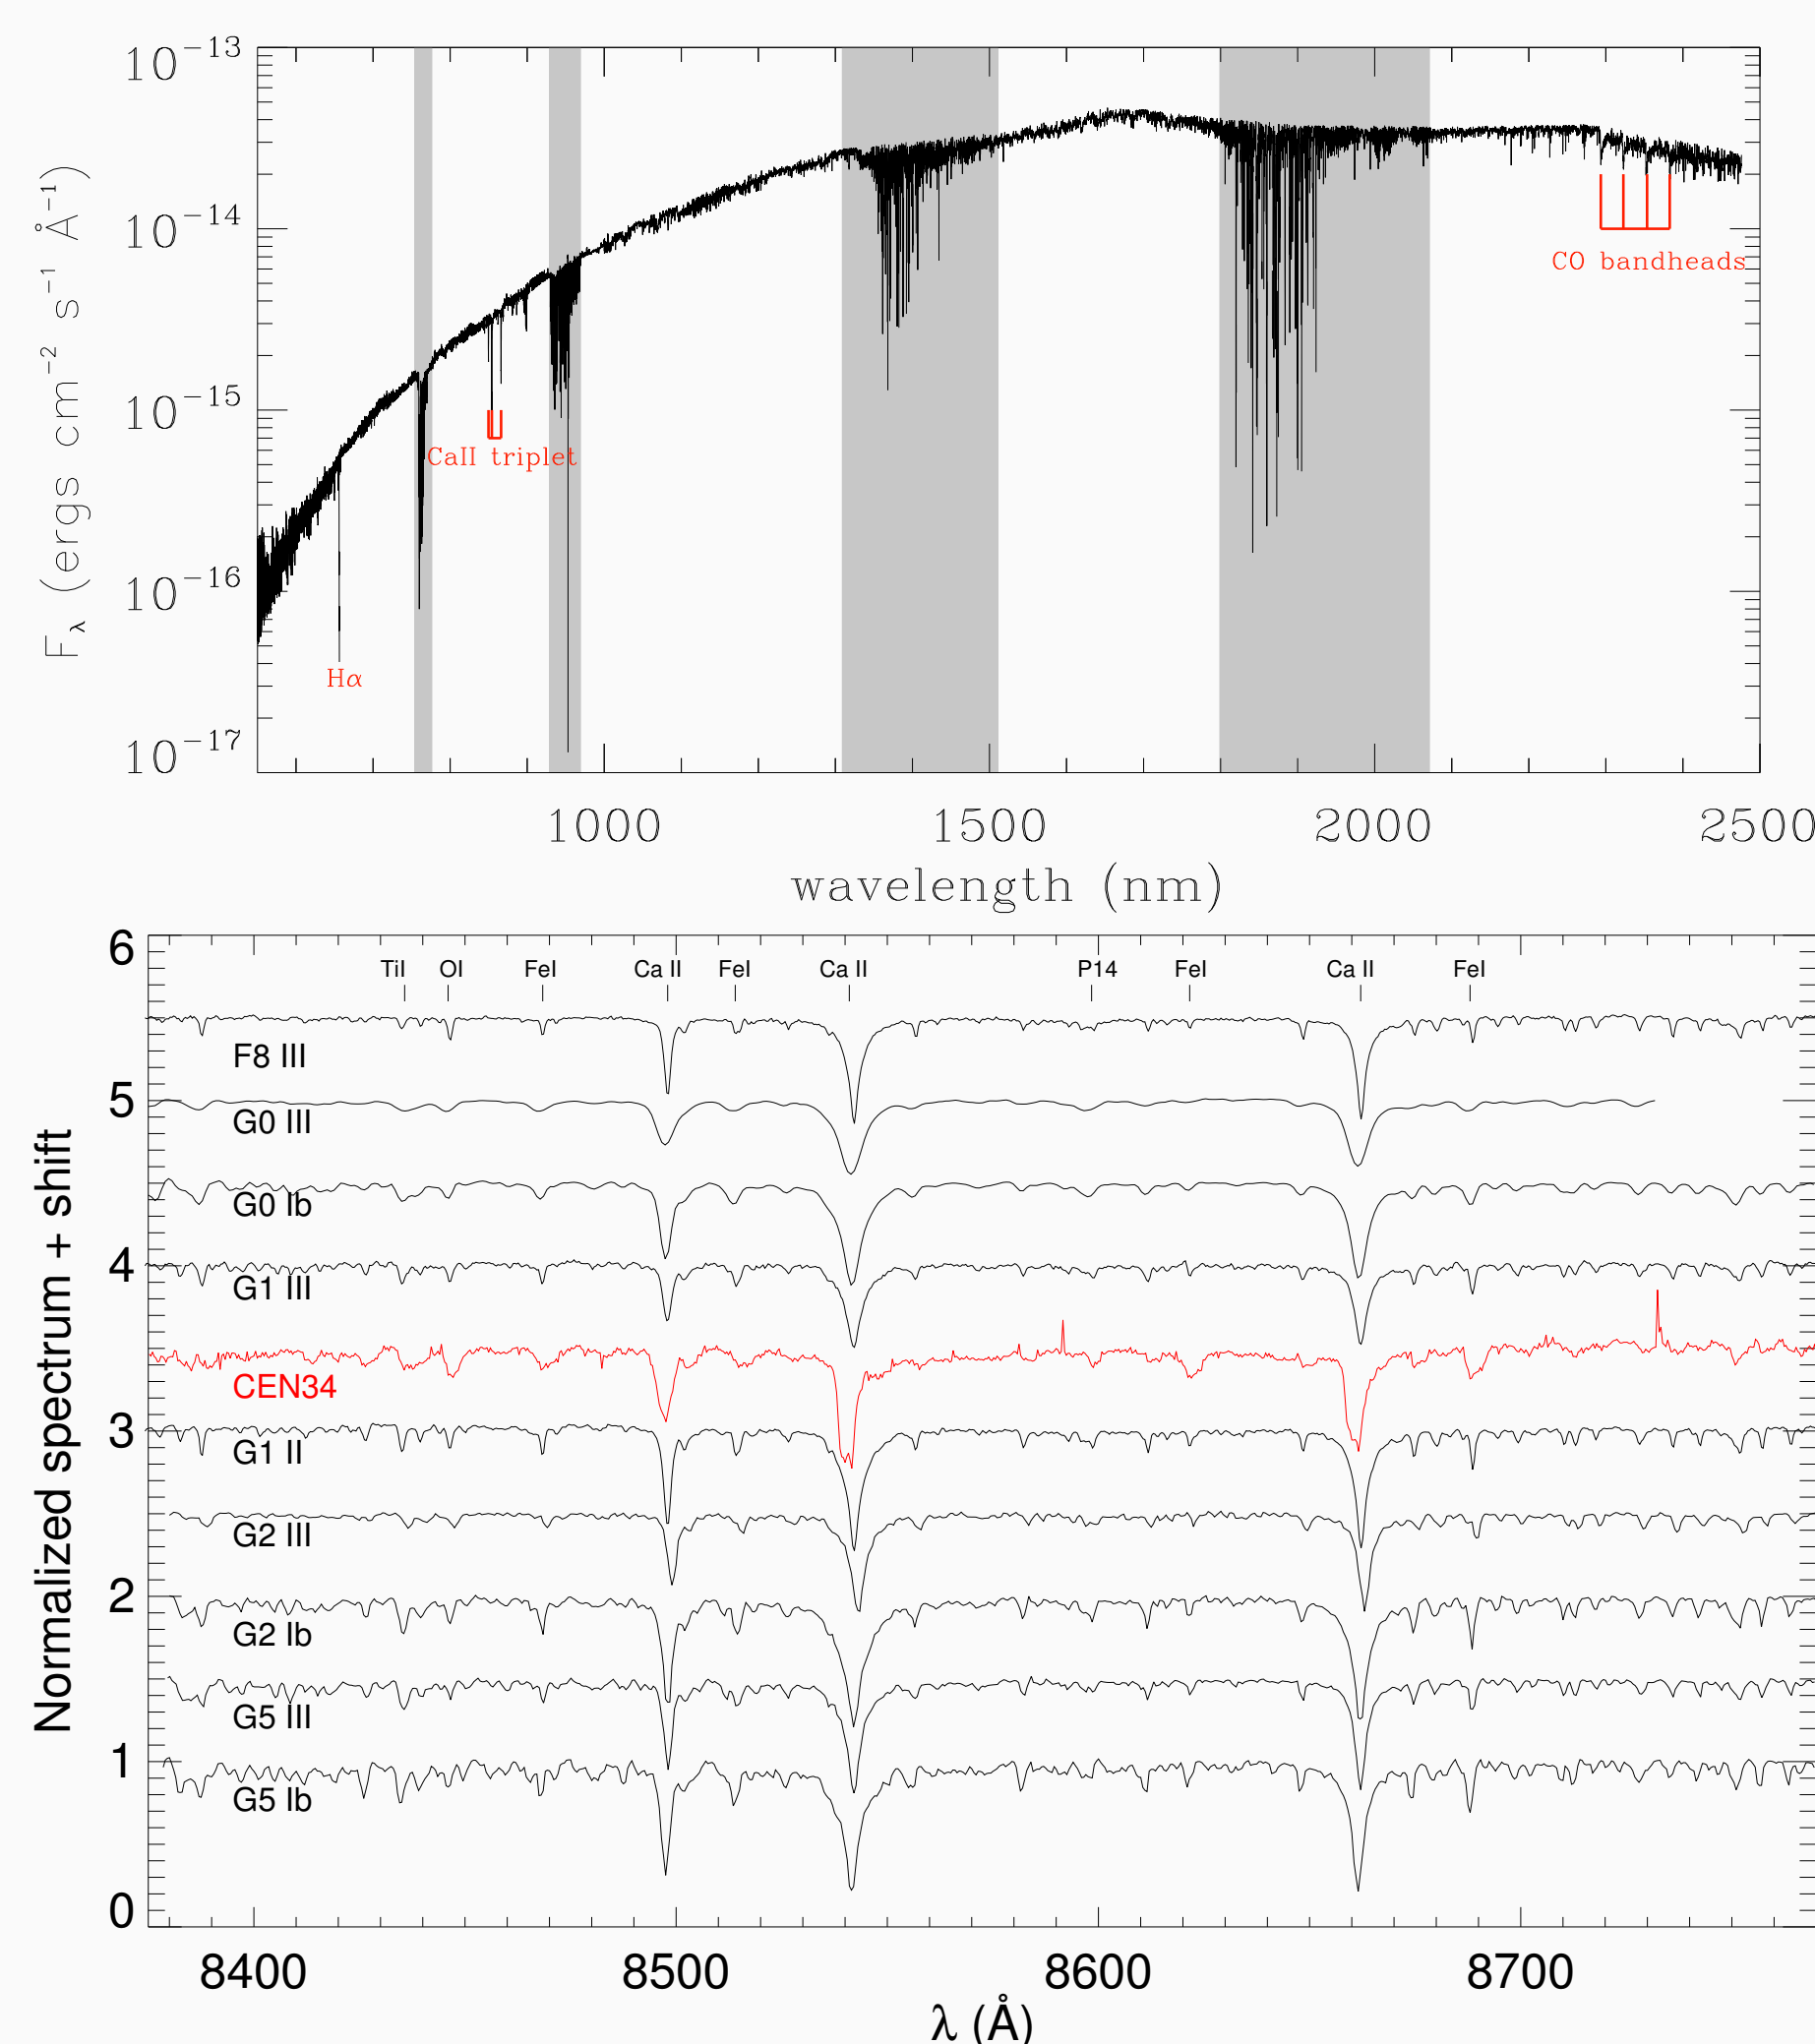 10⁻¹³
10⁻¹⁴
10⁻¹⁵
10⁻¹⁶
10⁻¹⁷
F_λ (ergs cm⁻² s⁻¹ Å⁻¹)
CO bandheads
CaII triplet
Hα
1000 1500 2000 2500
wavelength (nm)
6
5
4
3
2
1
0
Normalized spectrum + shift
TiI OI FeI Ca II FeI Ca II P14 FeI Ca II FeI
F8 III
G0 III
G0 Ib
G1 III
CEN34
G1 II
G2 III
G2 Ib
G5 III
G5 Ib
8400 8500 8600 8700
λ (Å)